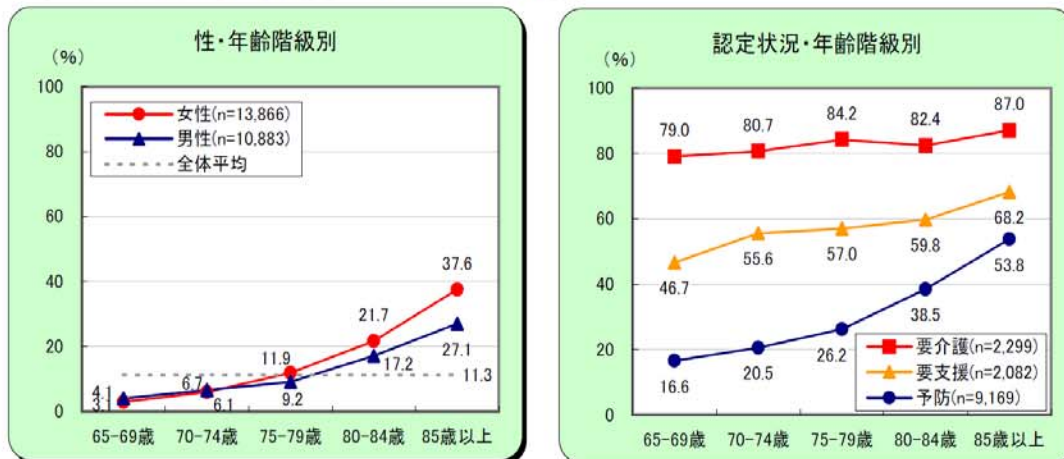 性・年齢階級別
（%）
100
80
60
40
20
0
女性(n=13,866)
男性(n=10,883)
全体平均
4.1
3.1
6.7
6.1
11.9
9.2
21.7
17.2
37.6
27.1
11.3
65-69歳 70-74歳 75-79歳 80-84歳 85歳以上
認定状況・年齢階級別
（%）
100
80
60
40
20
0
79.0 80.7 84.2 82.4 87.0
46.7 55.6 57.0 59.8 68.2
16.6 20.5 26.2 38.5 53.8
要介護(n=2,299)
要支援(n=2,082)
予防(n=9,169)
65-69歳 70-74歳 75-79歳 80-84歳 85歳以上